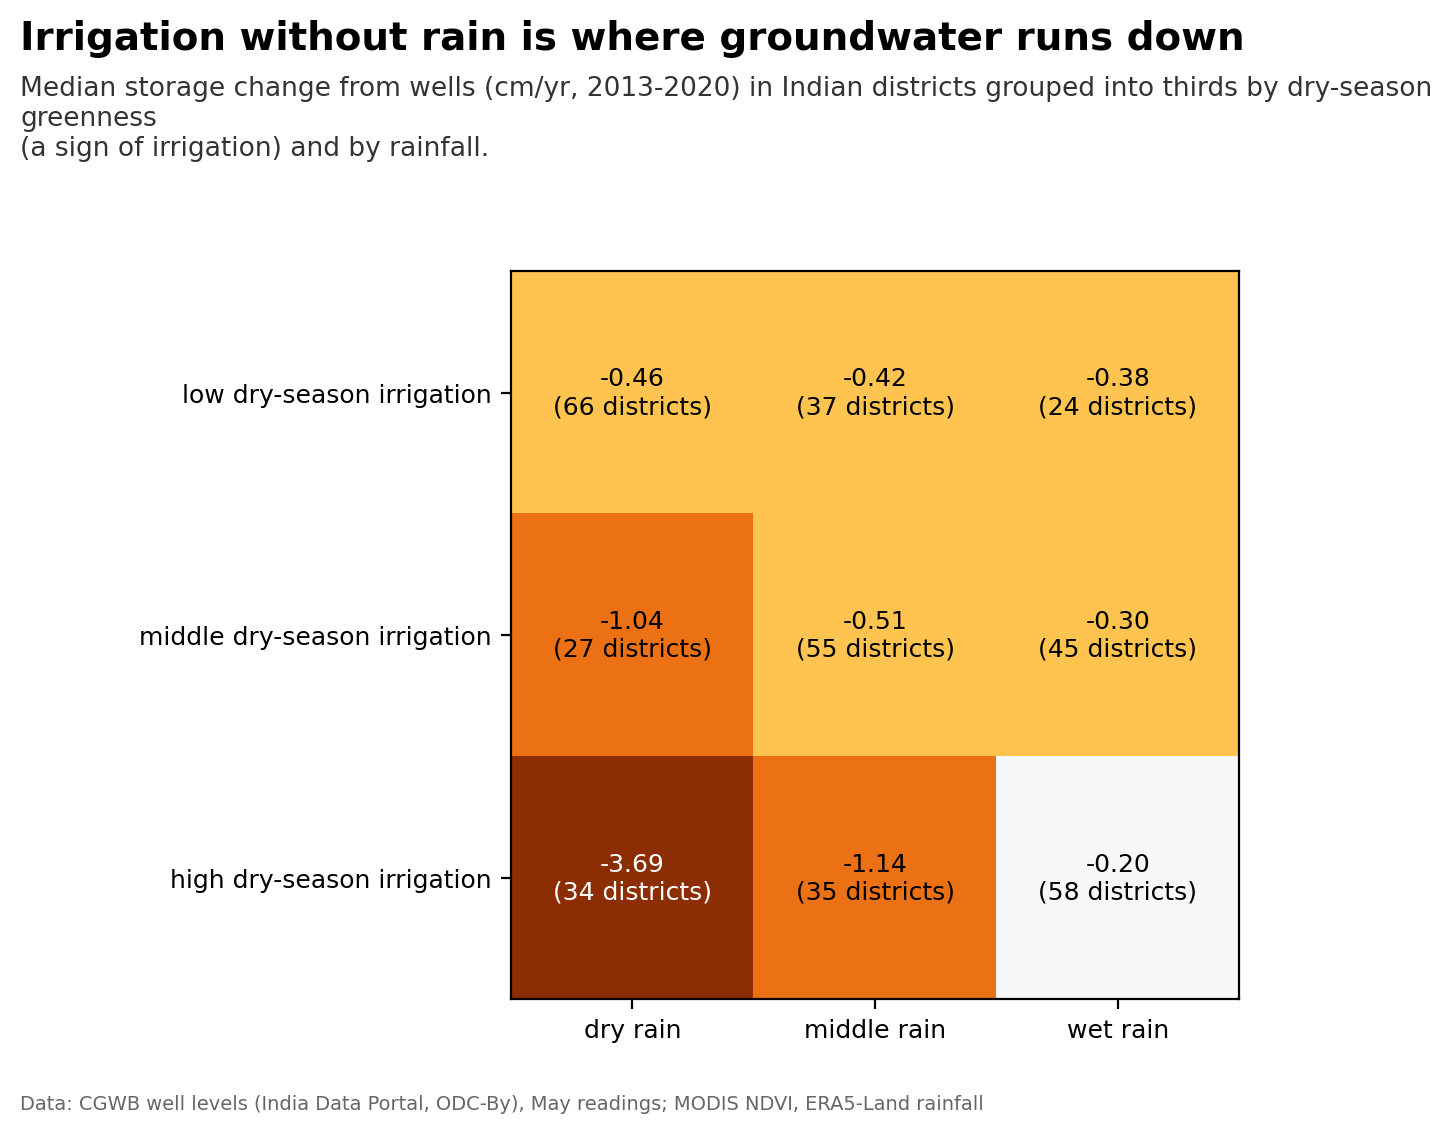 Irrigation without rain is where groundwater runs down
Median storage change from wells (cm/yr, 2013-2020) in Indian districts grouped into thirds by dry-season
greenness
(a sign of irrigation) and by rainfall.
low dry-season irrigation
-0.46
(66 districts)
-0.42
(37 districts)
-0.38
(24 districts)
middle dry-season irrigation
-1.04
(27 districts)
-0.51
(55 districts)
-0.30
(45 districts)
high dry-season irrigation
-3.69
(34 districts)
-1.14
(35 districts)
-0.20
(58 districts)
dry rain
middle rain
wet rain
Data: CGWB well levels (India Data Portal, ODC-By), May readings; MODIS NDVI, ERA5-Land rainfall